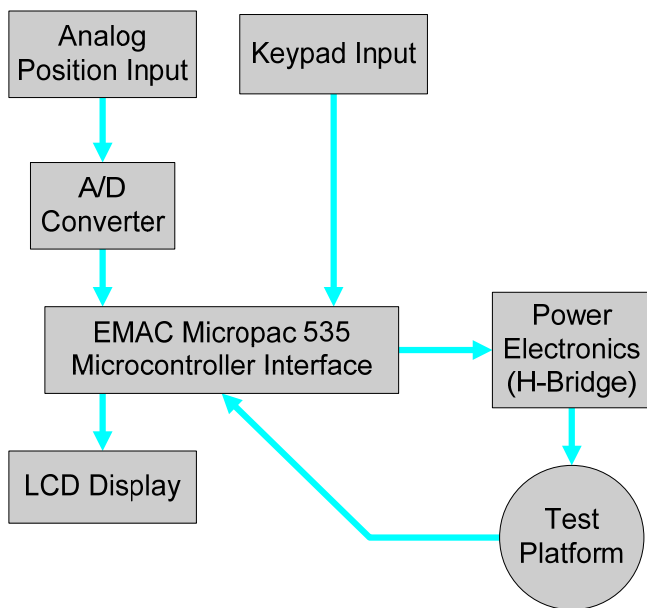 Analog
Position Input
Keypad Input
A/D
Converter
EMAC Micropac 535
Microcontroller Interface
Power
Electronics
(H-Bridge)
LCD Display
Test
Platform